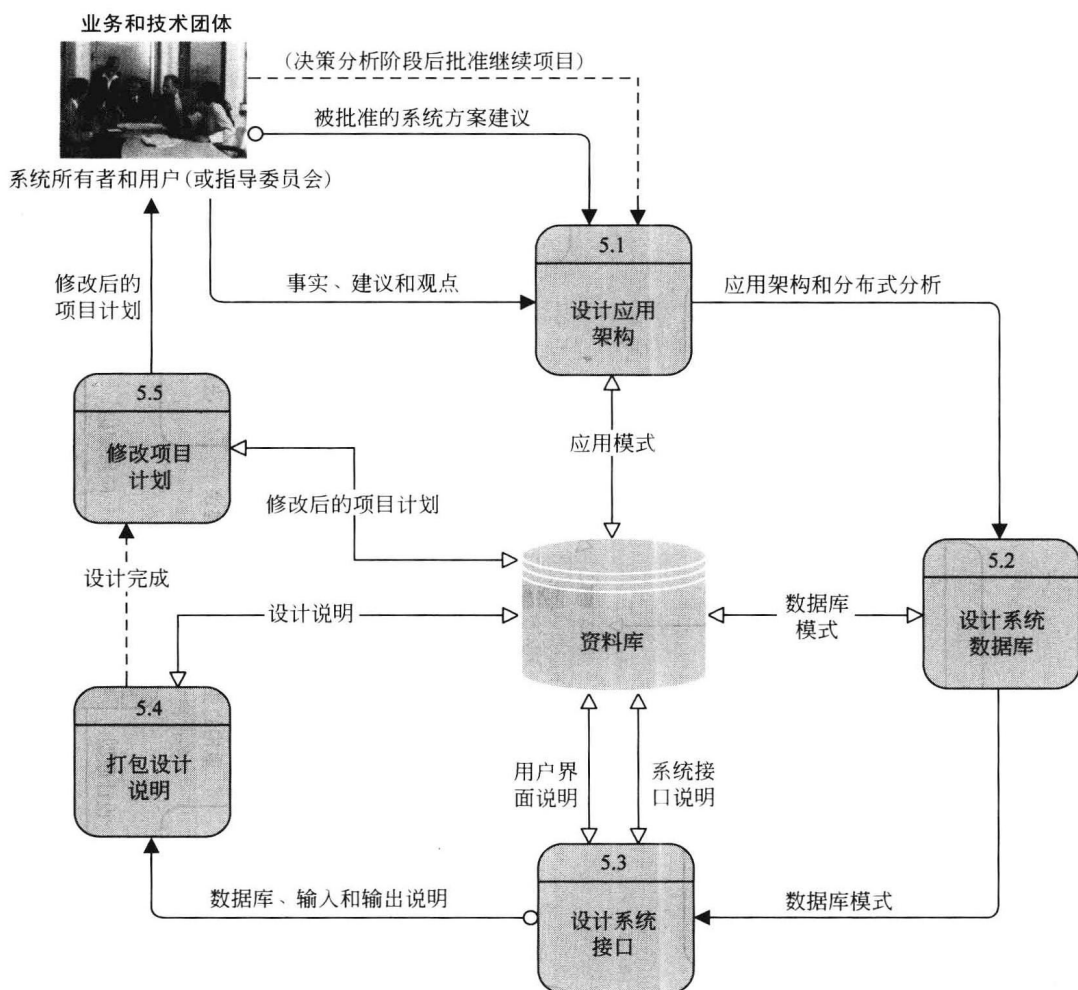 业务和技术团体
（决策分析阶段后批准继续项目）
被批准的系统方案建议
系统所有者和用户（或指导委员会）
5.1
设计应用
架构
修改后的
项目计划
事实、建议和观点
应用架构和分布式分析
5.5
修改项目
计划
应用模式
修改后的项目计划
5.2
设计系统
数据库
设计完成
设计说明
资料库
数据库
模式
5.4
打包设计
说明
用户界
面说明
系统接
口说明
5.3
设计系统
接口
数据库、输入和输出说明
数据库模式